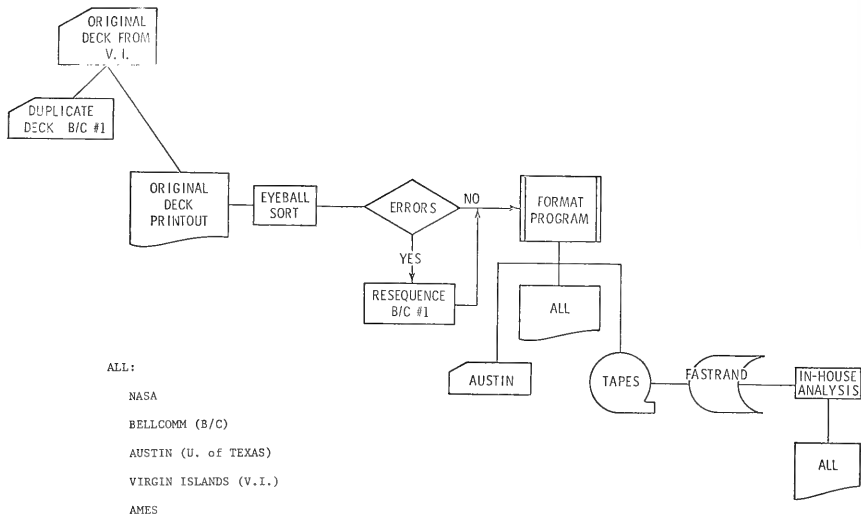 ORIGINAL
DECK FROM
V. I.
DUPLICATE
DECK B/C #1
ORIGINAL
DECK
PRINTOUT
EYEBALL
SORT
ERRORS
NO
YES
RESEQUENCE
B/C #1
FORMAT
PROGRAM
ALL
AUSTIN
TAPES
FASTRAND
IN-HOUSE
ANALYSIS
ALL
ALL:
NASA
BELLCOMM (B/C)
AUSTIN (U. of TEXAS)
VIRGIN ISLANDS (V.I.)
AMES